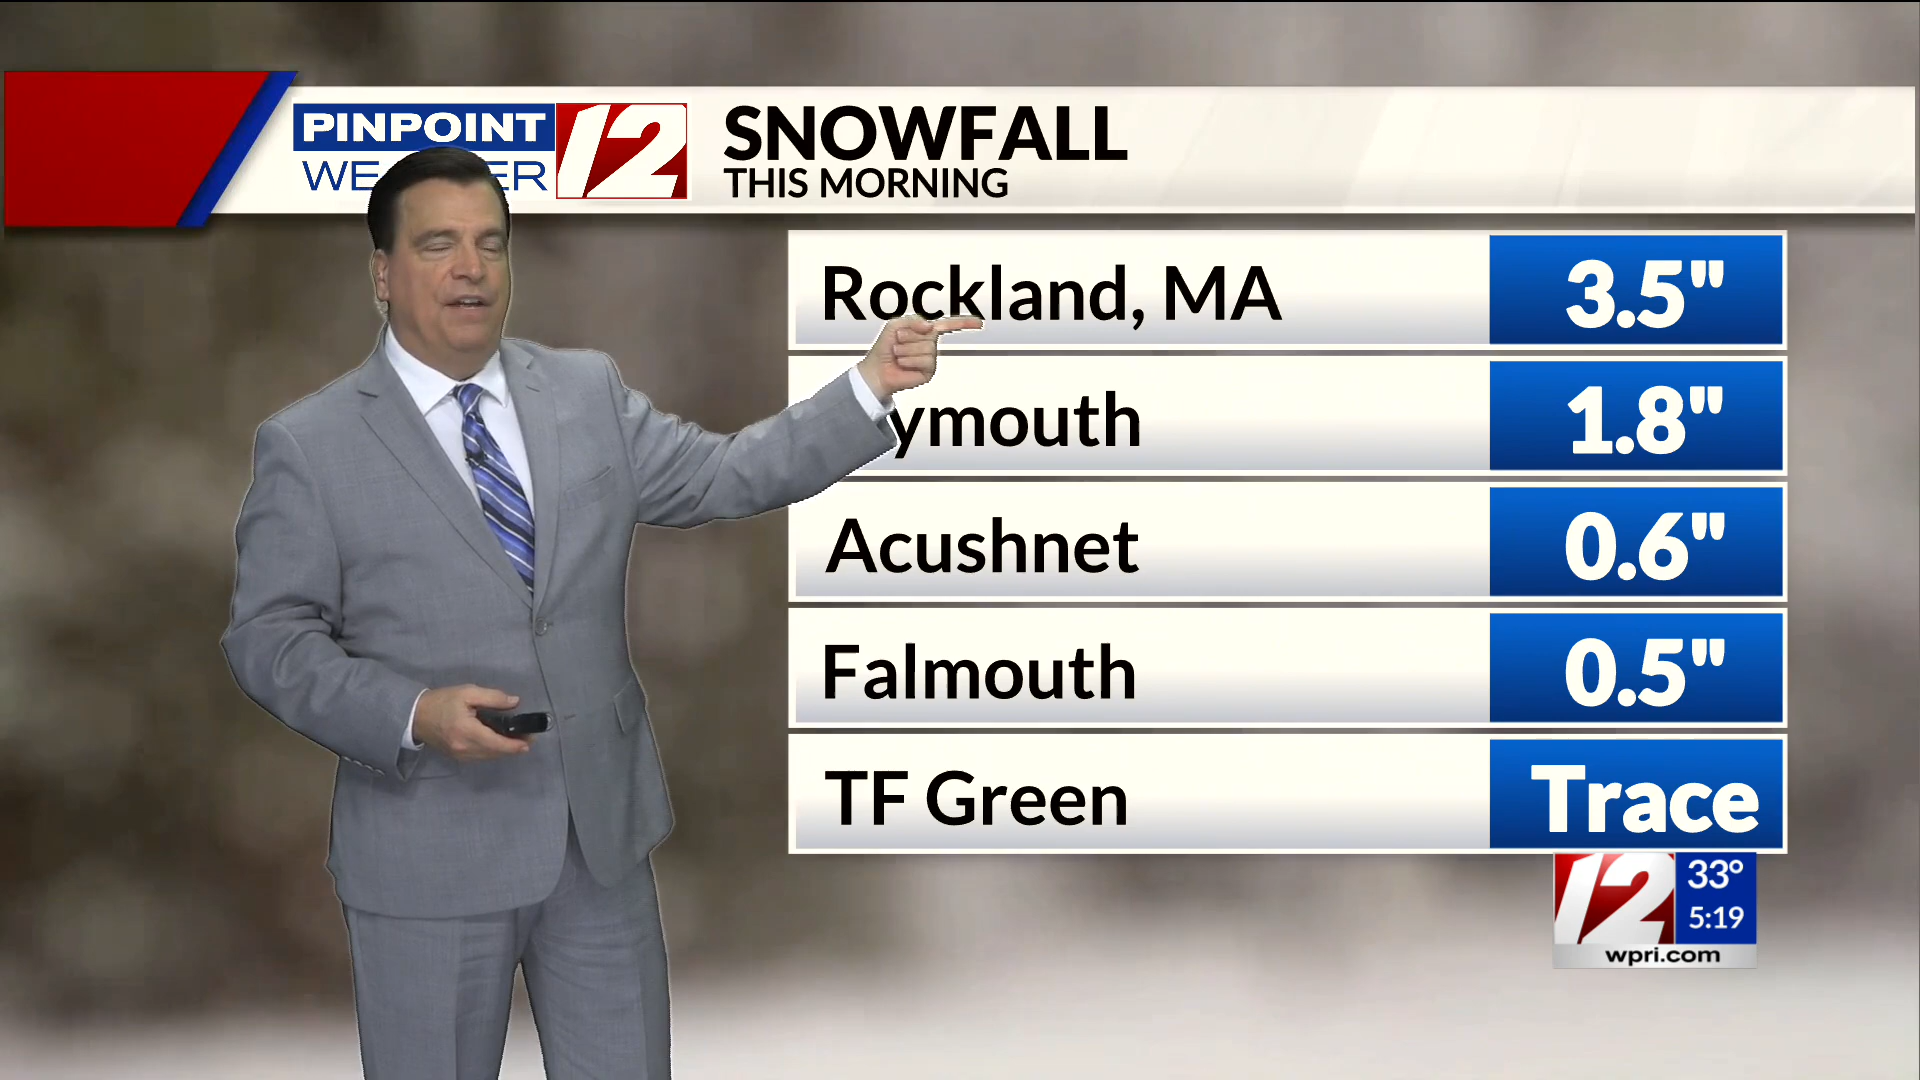 PINPOINT
WE ER
12
SNOWFALL
THIS MORNING
Rockland, MA 3.5"
ymouth 1.8"
Acushnet 0.6"
Falmouth 0.5"
TF Green Trace
12
33°
5:19
wpri.com